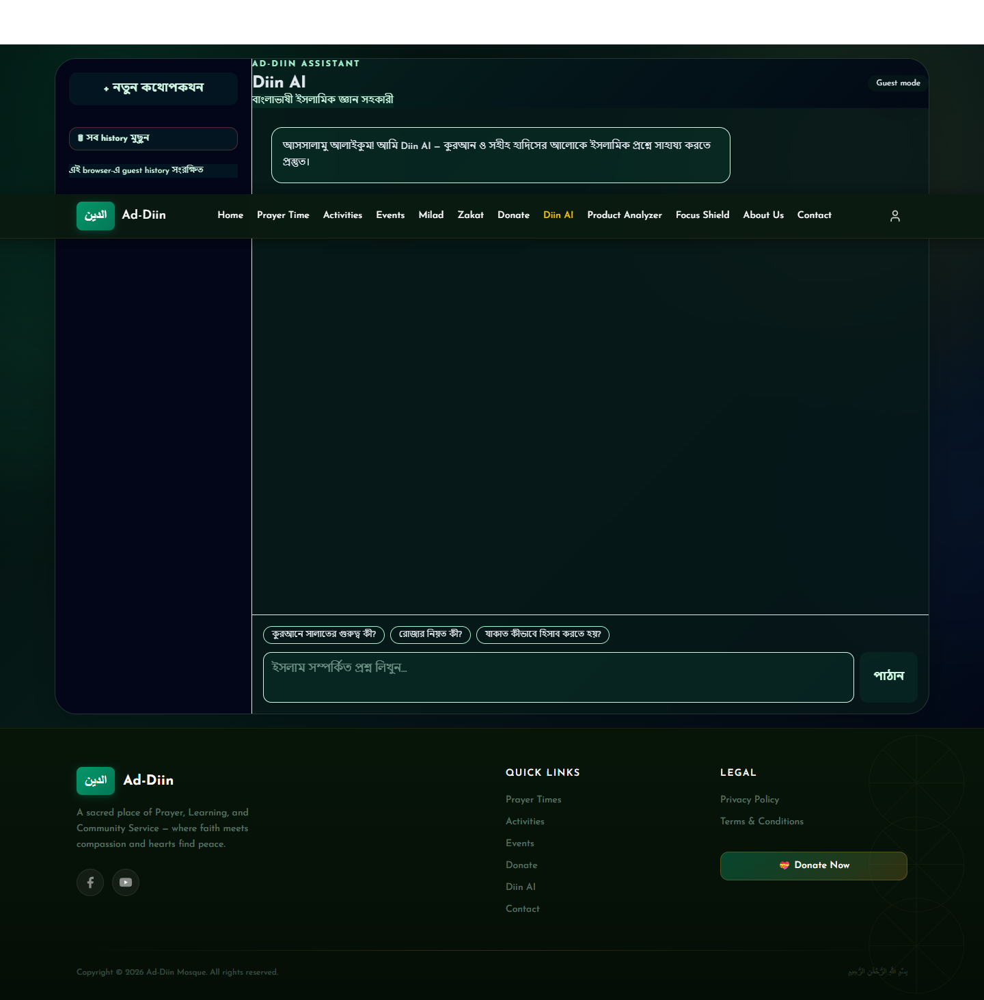 + নতুন কথোপকথন
সব history মুছুন
এই browser-এ guest history সংরক্ষিত
AD-DIIN ASSISTANT
Diin AI
বাংলাভাষী ইসলামিক জ্ঞান সহকারী
Guest mode
আসসালামু আলাইকুম! আমি Diin AI — কুরআন ও সহীহ হাদিসের আলোকে ইসলামিক প্রশ্নে সাহায্য করতে
প্রস্তুত।
الدين Ad-Diin Home Prayer Time Activities Events Milad Zakat Donate Diin AI Product Analyzer Focus Shield About Us Contact
কুরআনে সালাতের গুরুত্ব কী? রোজার নিয়ত কী? যাকাত কীভাবে হিসাব করতে হয়?
ইসলাম সম্পর্কিত প্রশ্ন লিখুন...
পাঠান
الدين Ad-Diin
A sacred place of Prayer, Learning, and
Community Service — where faith meets
compassion and hearts find peace.
QUICK LINKS
Prayer Times
Activities
Events
Donate
Diin AI
Contact
LEGAL
Privacy Policy
Terms & Conditions
Donate Now
Copyright © 2026 Ad-Diin Mosque. All rights reserved.
بِسْمِ اللَّهِ الرَّحْمَٰنِ الرَّحِيمِ